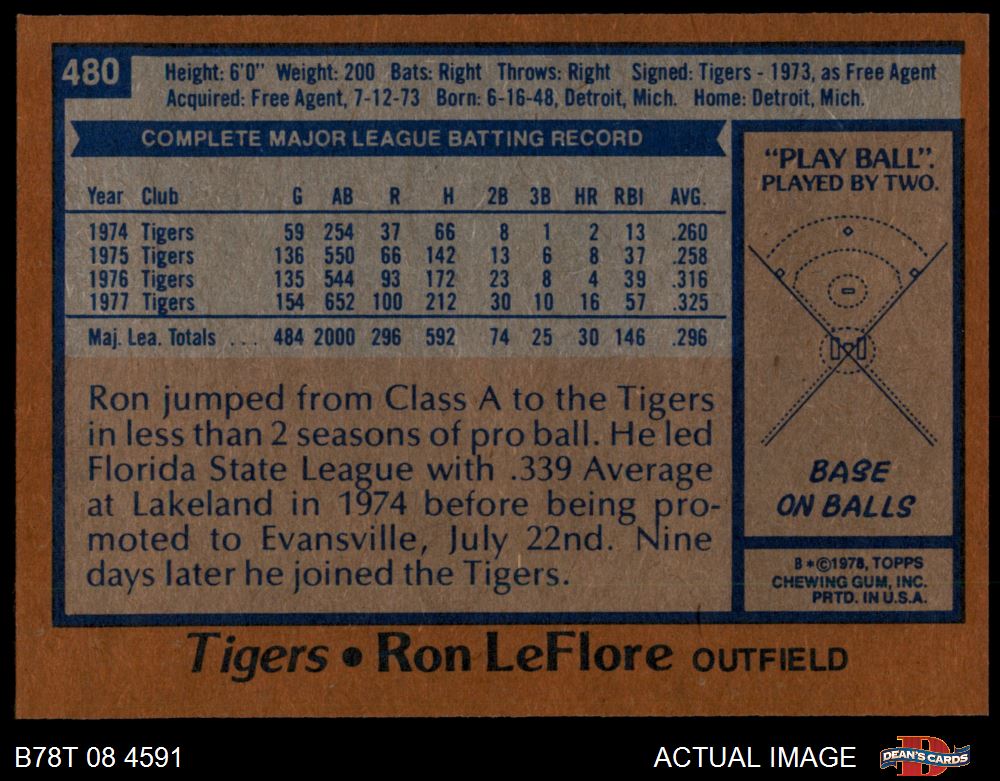 480
Height: 6'0" Weight: 200 Bats: Right Throws: Right Signed: Tigers - 1973, as Free Agent
Acquired: Free Agent, 7-12-73 Born: 6-16-48, Detroit, Mich. Home: Detroit, Mich.
COMPLETE MAJOR LEAGUE BATTING RECORD
Year Club G AB R H 2B 3B HR RBI AVG.
1974 Tigers 59 254 37 66 8 1 2 13 .260
1975 Tigers 136 550 66 142 13 6 8 37 .258
1976 Tigers 135 544 93 172 23 8 4 39 .316
1977 Tigers 154 652 100 212 30 10 16 57 .325
Maj. Lea. Totals ... 484 2000 296 592 74 25 30 146 .296
Ron jumped from Class A to the Tigers
in less than 2 seasons of pro ball. He led
Florida State League with .339 Average
at Lakeland in 1974 before being pro-
moted to Evansville, July 22nd. Nine
days later he joined the Tigers.
"PLAY BALL".
PLAYED BY TWO.
BASE
ON BALLS
B*©1978, TOPPS
CHEWING GUM, INC.
PRTD. IN U.S.A.
Tigers • Ron LeFlore OUTFIELD
B78T 08 4591
ACTUAL IMAGE
D
DEAN'S CARDS